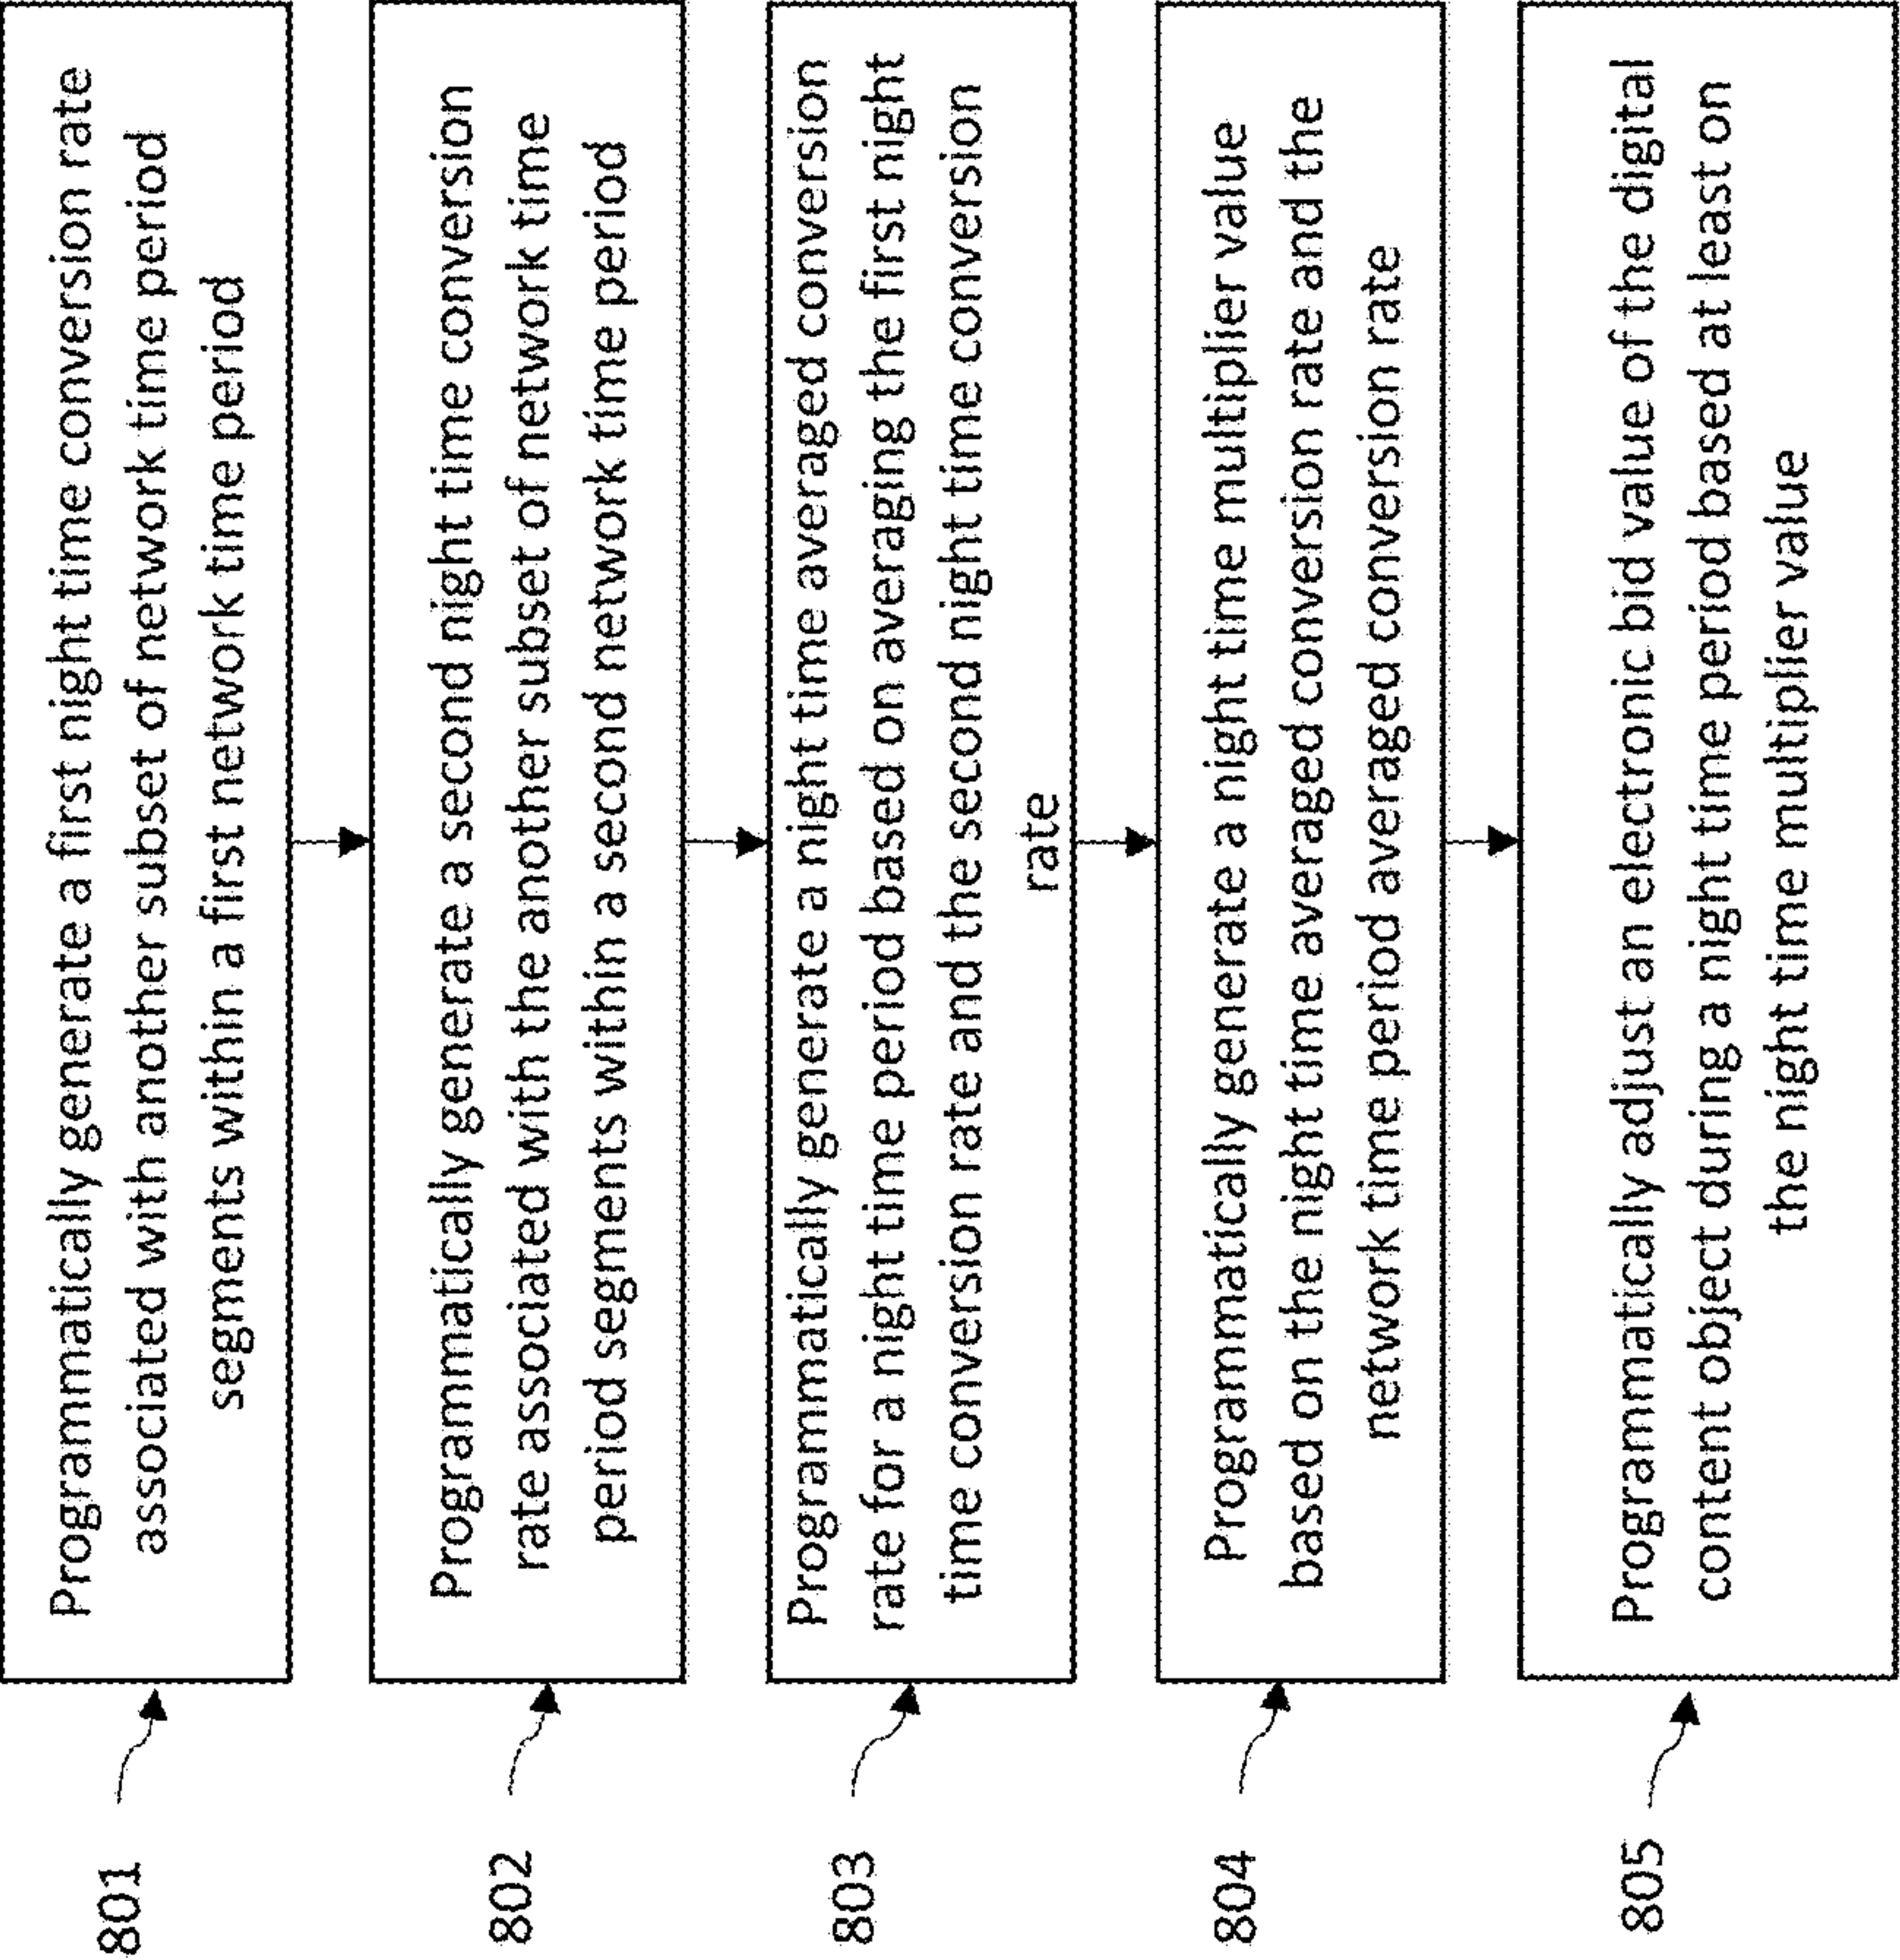 801
Programmatically generate a first night time conversion rate
associated with another subset of network time period
segments within a first network time period
802
Programmatically generate a second night time conversion
rate associated with the another subset of network time
period segments within a second network time period
803
Programmatically generate a night time averaged conversion
rate for a night time period based on averaging the first night
time conversion rate and the second night time conversion
rate
804
Programmatically generate a night time multiplier value
based on the night time averaged conversion rate and the
network time period averaged conversion rate
805
Programmatically adjust an electronic bid value of the digital
content object during a night time period based at least on
the night time multiplier value